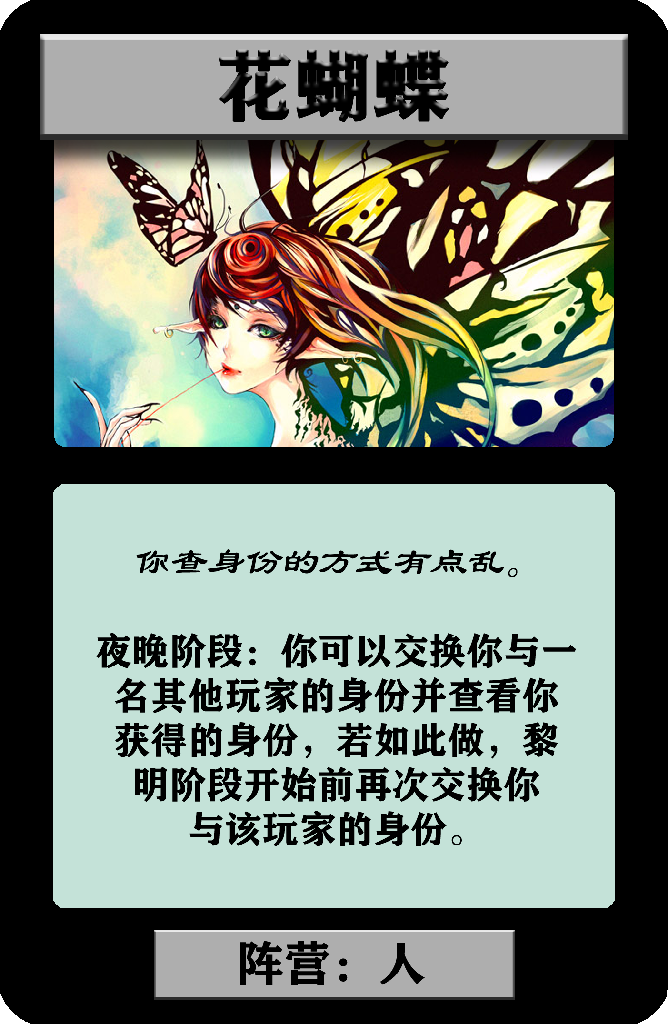 花蝴蝶
你查身份的方式有点乱。
夜晚阶段：你可以交换你与一
名其他玩家的身份并查看你
获得的身份，若如此做，黎
明阶段开始前再次交换你
与该玩家的身份。
阵营：人